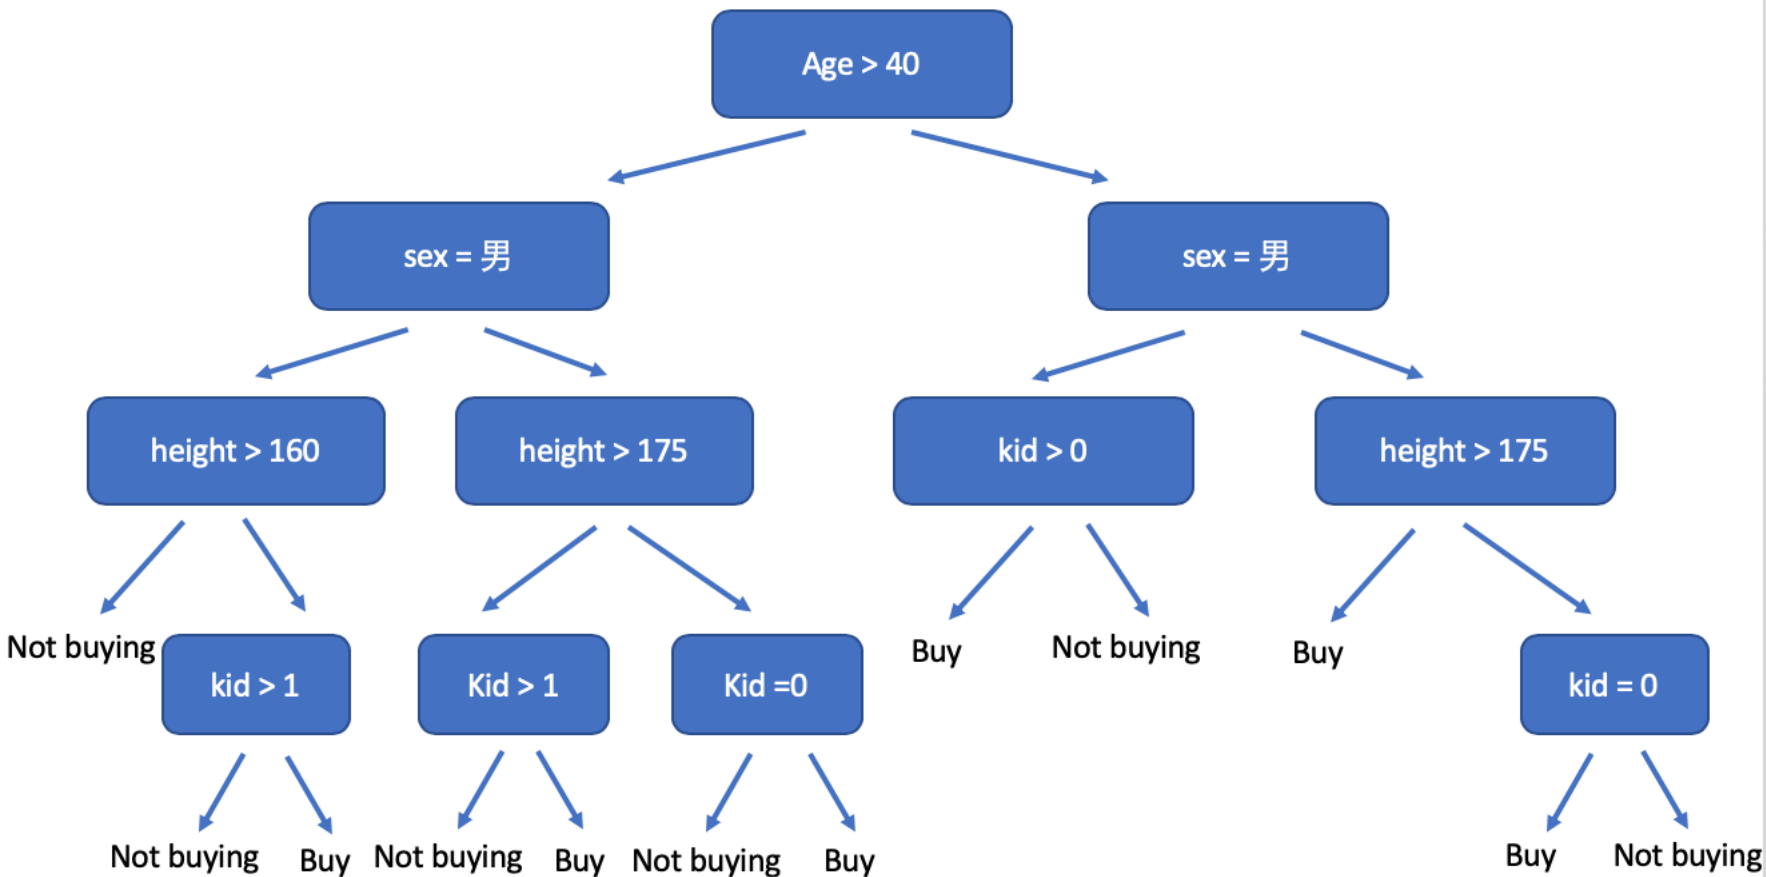 Age > 40
sex = 男
sex = 男
height > 160
height > 175
kid > 0
height > 175
Not buying
kid > 1
Kid > 1
Kid =0
Buy
Not buying
Buy
kid = 0
Not buying
Buy
Not buying
Buy
Not buying
Buy
Buy
Not buying